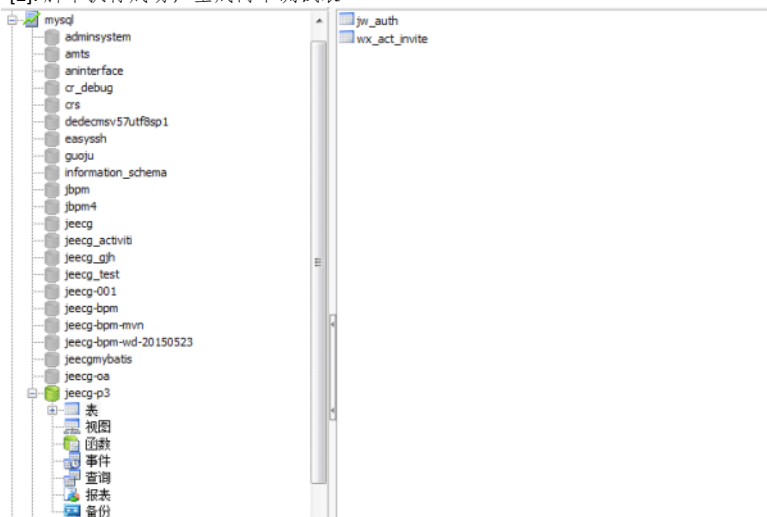 mysql
adminsystem
amts
aninterface
cr_debug
crs
dedecmsv57utf8sp1
easyssh
guoju
information_schema
jbpm
jbpm4
jeecg
jeecg_activiti
jeecg_gjh
jeecg_test
jeecg-001
jeecg-bpm
jeecg-bpm-mvn
jeecg-bpm-wd-20150523
jeecgmybatis
jeecg-oa
jeecg-p3
表
视图
函数
事件
查询
报表
备份
jw_auth
wx_act_invite